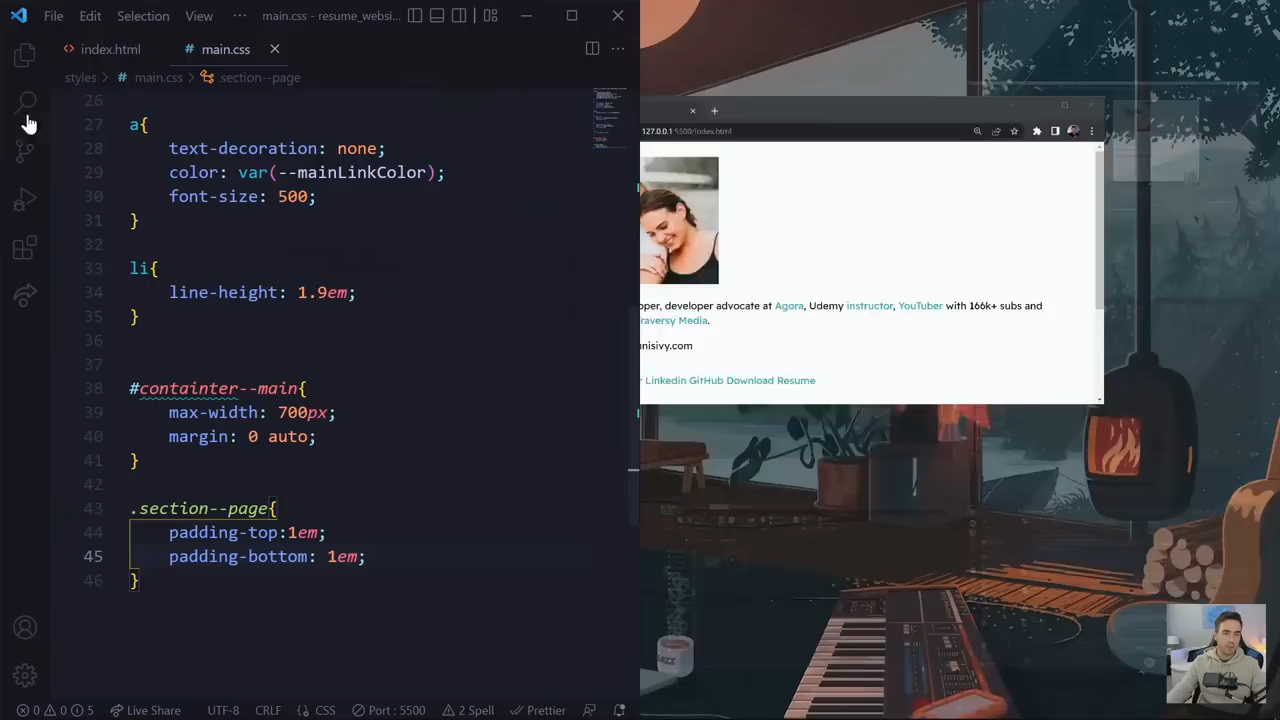 File Edit Selection View ··· main.css - resume_websi...
index.html
# main.css
styles > # main.css > .section--page
26
27 a{
28 text-decoration: none;
29 color: var(--mainLinkColor);
30 font-size: 500;
31 }
32
33 li{
34 line-height: 1.9em;
35 }
36
37
38 #containter--main{
39 max-width: 700px;
40 margin: 0 auto;
41 }
42
43 .section--page{
44 padding-top:1em;
45 padding-bottom: 1em;
46 }
0 0 5 Live Share UTF-8 CRLF {} CSS Port : 5500 2 Spell Prettier
127.0.0.1:5500/index.html
oper, developer advocate at Agora, Udemy instructor, YouTuber with 166k+ subs and
raversy Media.
nnisivy.com
Linkedin GitHub Download Resume
JAZZ